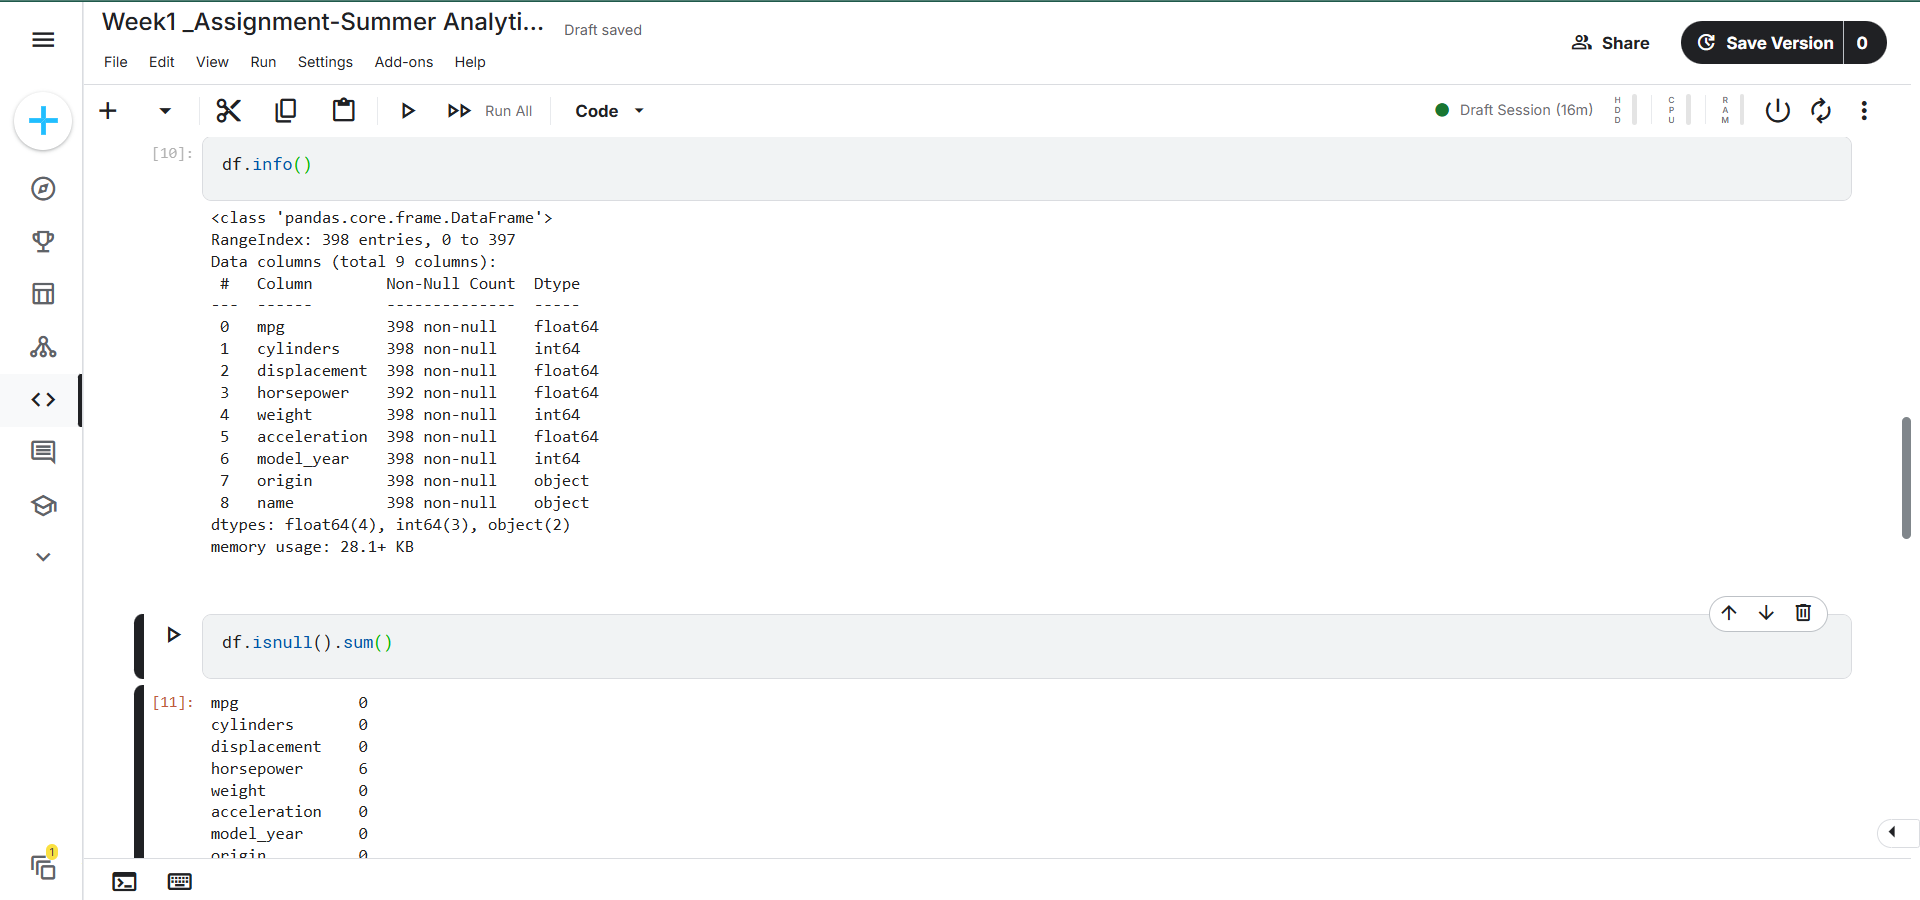 Week1 _Assignment-Summer Analyti...
Draft saved
File Edit View Run Settings Add-ons Help
Share
Save Version
0
Run All
Code
Draft Session (16m)
HDD
CPU
RAM
[10]:
df.info()
<class 'pandas.core.frame.DataFrame'>
RangeIndex: 398 entries, 0 to 397
Data columns (total 9 columns):
 #   Column        Non-Null Count  Dtype
---  ------        --------------  -----
 0   mpg           398 non-null    float64
 1   cylinders     398 non-null    int64
 2   displacement  398 non-null    float64
 3   horsepower    392 non-null    float64
 4   weight        398 non-null    int64
 5   acceleration  398 non-null    float64
 6   model_year    398 non-null    int64
 7   origin        398 non-null    object
 8   name          398 non-null    object
dtypes: float64(4), int64(3), object(2)
memory usage: 28.1+ KB
df.isnull().sum()
[11]:
mpg             0
cylinders       0
displacement    0
horsepower      6
weight          0
acceleration    0
model_year      0
origin          0
1